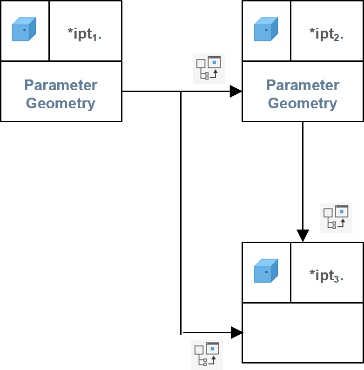 *ipt₁.
*ipt₂.
Parameter
Geometry
Parameter
Geometry
*ipt₃.